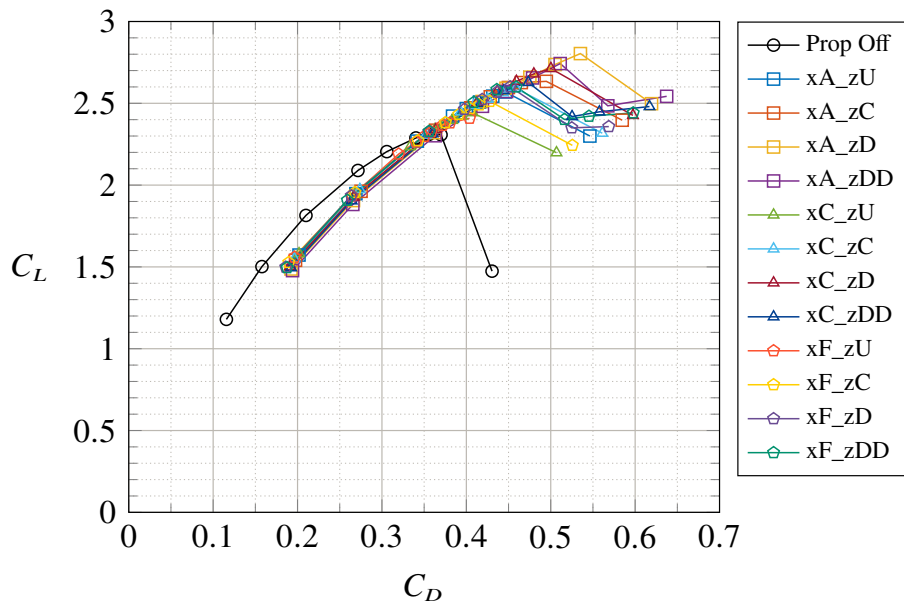 3
2.5
2
1.5
1
0.5
0
C_L
0 0.1 0.2 0.3 0.4 0.5 0.6 0.7
C_D
Prop Off
xA_zU
xA_zC
xA_zD
xA_zDD
xC_zU
xC_zC
xC_zD
xC_zDD
xF_zU
xF_zC
xF_zD
xF_zDD